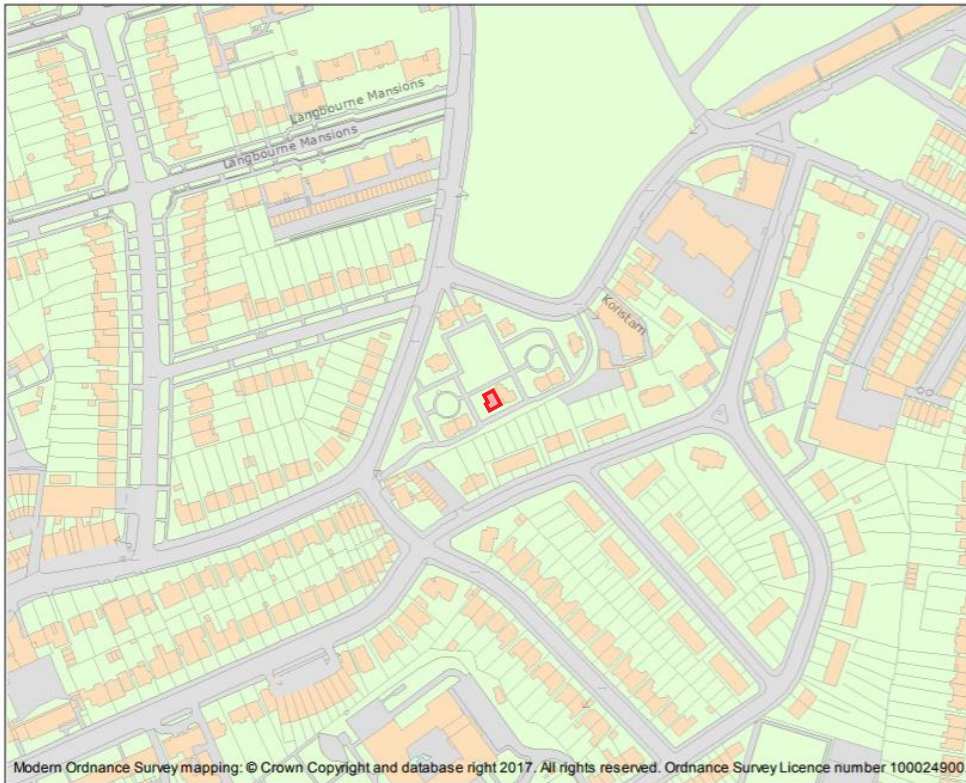 Langbourne Mansions
Langbourne Mansions
Konstam
Modern Ordnance Survey mapping: © Crown Copyright and database right 2017. All rights reserved. Ordnance Survey Licence number 100024900